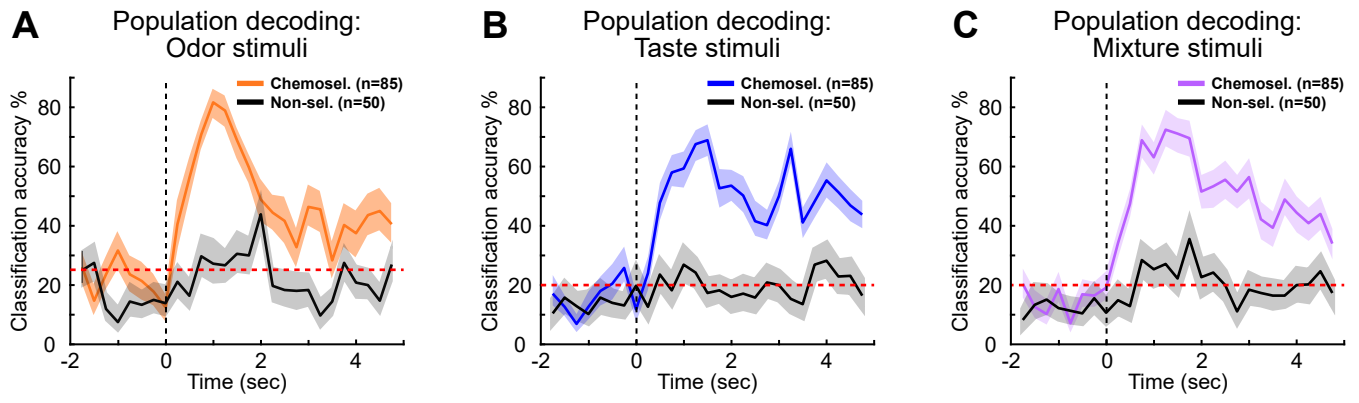 A
Population decoding:
Odor stimuli
Chemosel. (n=85)
Non-sel. (n=50)
Classification accuracy %
80
60
40
20
0
-2
0
2
4
Time (sec)
B
Population decoding:
Taste stimuli
Chemosel. (n=85)
Non-sel. (n=50)
Classification accuracy %
80
60
40
20
0
-2
0
2
4
Time (sec)
C
Population decoding:
Mixture stimuli
Chemosel. (n=85)
Non-sel. (n=50)
Classification accuracy %
80
60
40
20
0
-2
0
2
4
Time (sec)